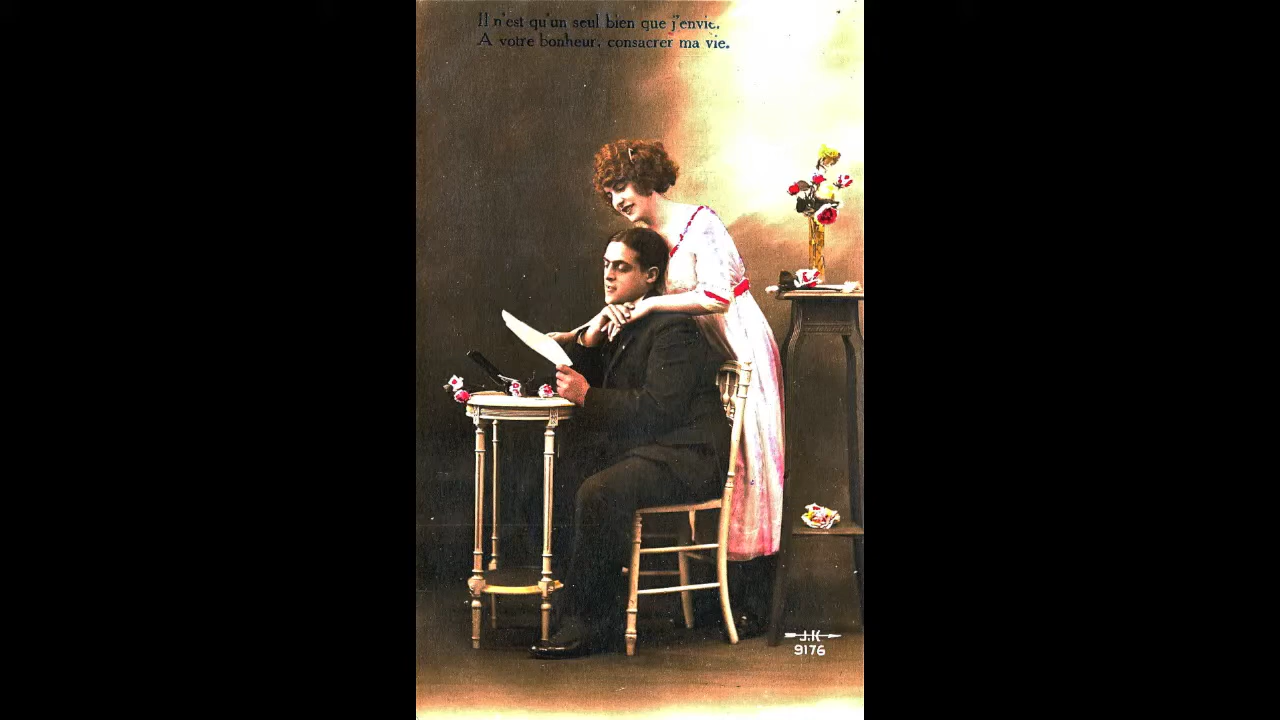 Il n'est qu'un seul bien que j'envie.
A votre bonheur, consacrer ma vie.
J.K
9176